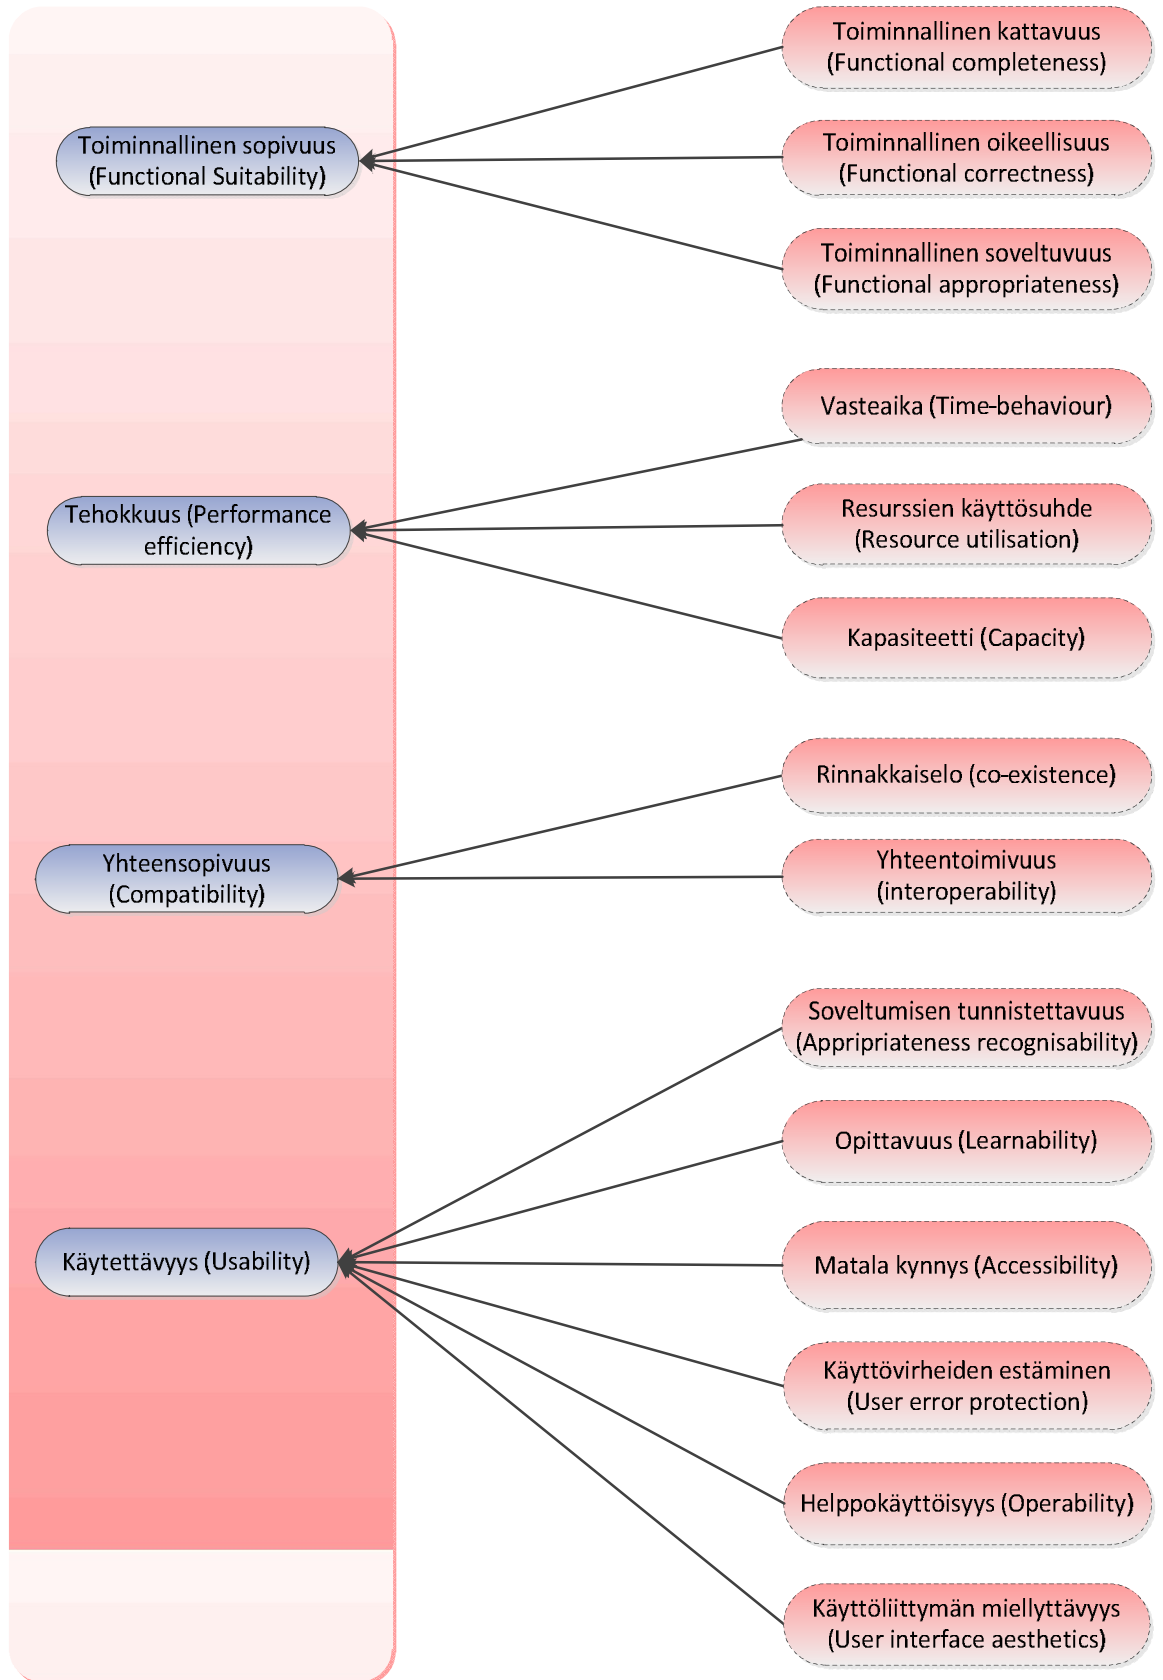 Toiminnallinen sopivuus
(Functional Suitability)
Toiminnallinen kattavuus
(Functional completeness)
Toiminnallinen oikeellisuus
(Functional correctness)
Toiminnallinen soveltuvuus
(Functional appropriateness)
Tehokkuus (Performance
efficiency)
Vasteaika (Time-behaviour)
Resurssien käyttösuhde
(Resource utilisation)
Kapasiteetti (Capacity)
Yhteensopivuus
(Compatibility)
Rinnakkaiselo (co-existence)
Yhteentoimivuus
(interoperability)
Käytettävyys (Usability)
Soveltumisen tunnistettavuus
(Appripriateness recognisability)
Opittavuus (Learnability)
Matala kynnys (Accessibility)
Käyttövirheiden estäminen
(User error protection)
Helppokäyttöisyys (Operability)
Käyttöliittymän miellyttävyys
(User interface aesthetics)